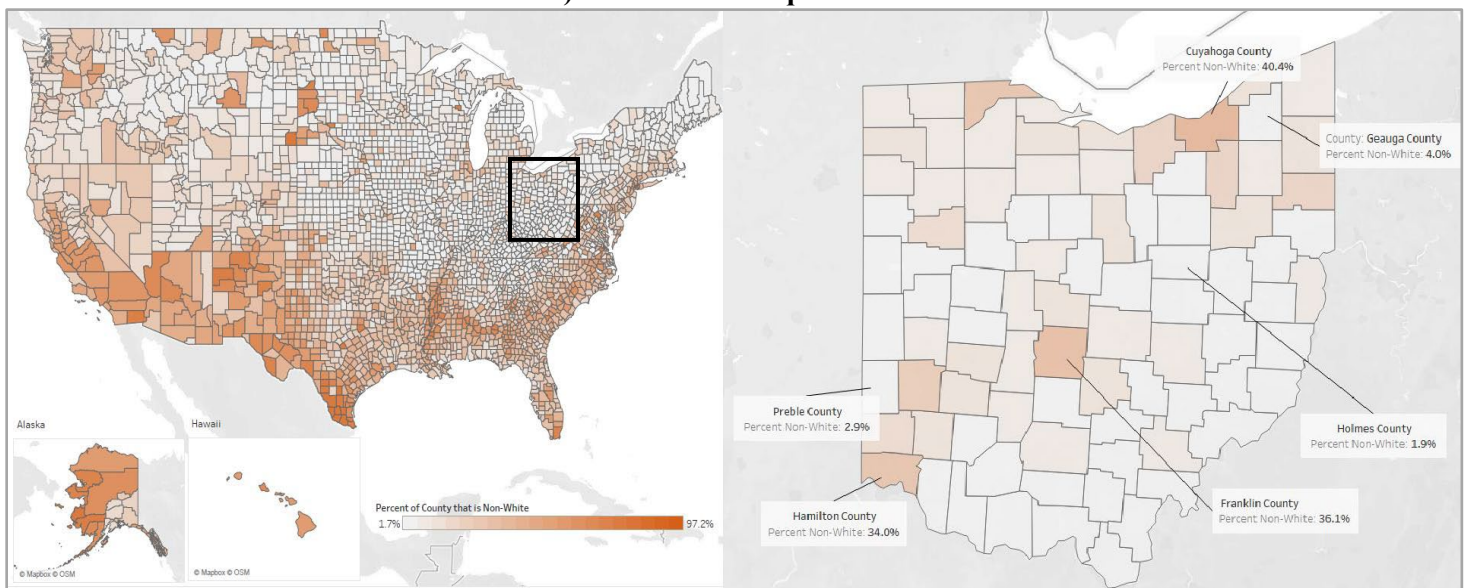 Alaska
© Mapbox © OSM
Hawaii
© Mapbox © OSM
Percent of County that is Non-White
1.7% 97.2%
Cuyahoga County
Percent Non-White: 40.4%
County: Geauga County
Percent Non-White: 4.0%
Preble County
Percent Non-White: 2.9%
Holmes County
Percent Non-White: 1.9%
Hamilton County
Percent Non-White: 34.0%
Franklin County
Percent Non-White: 36.1%